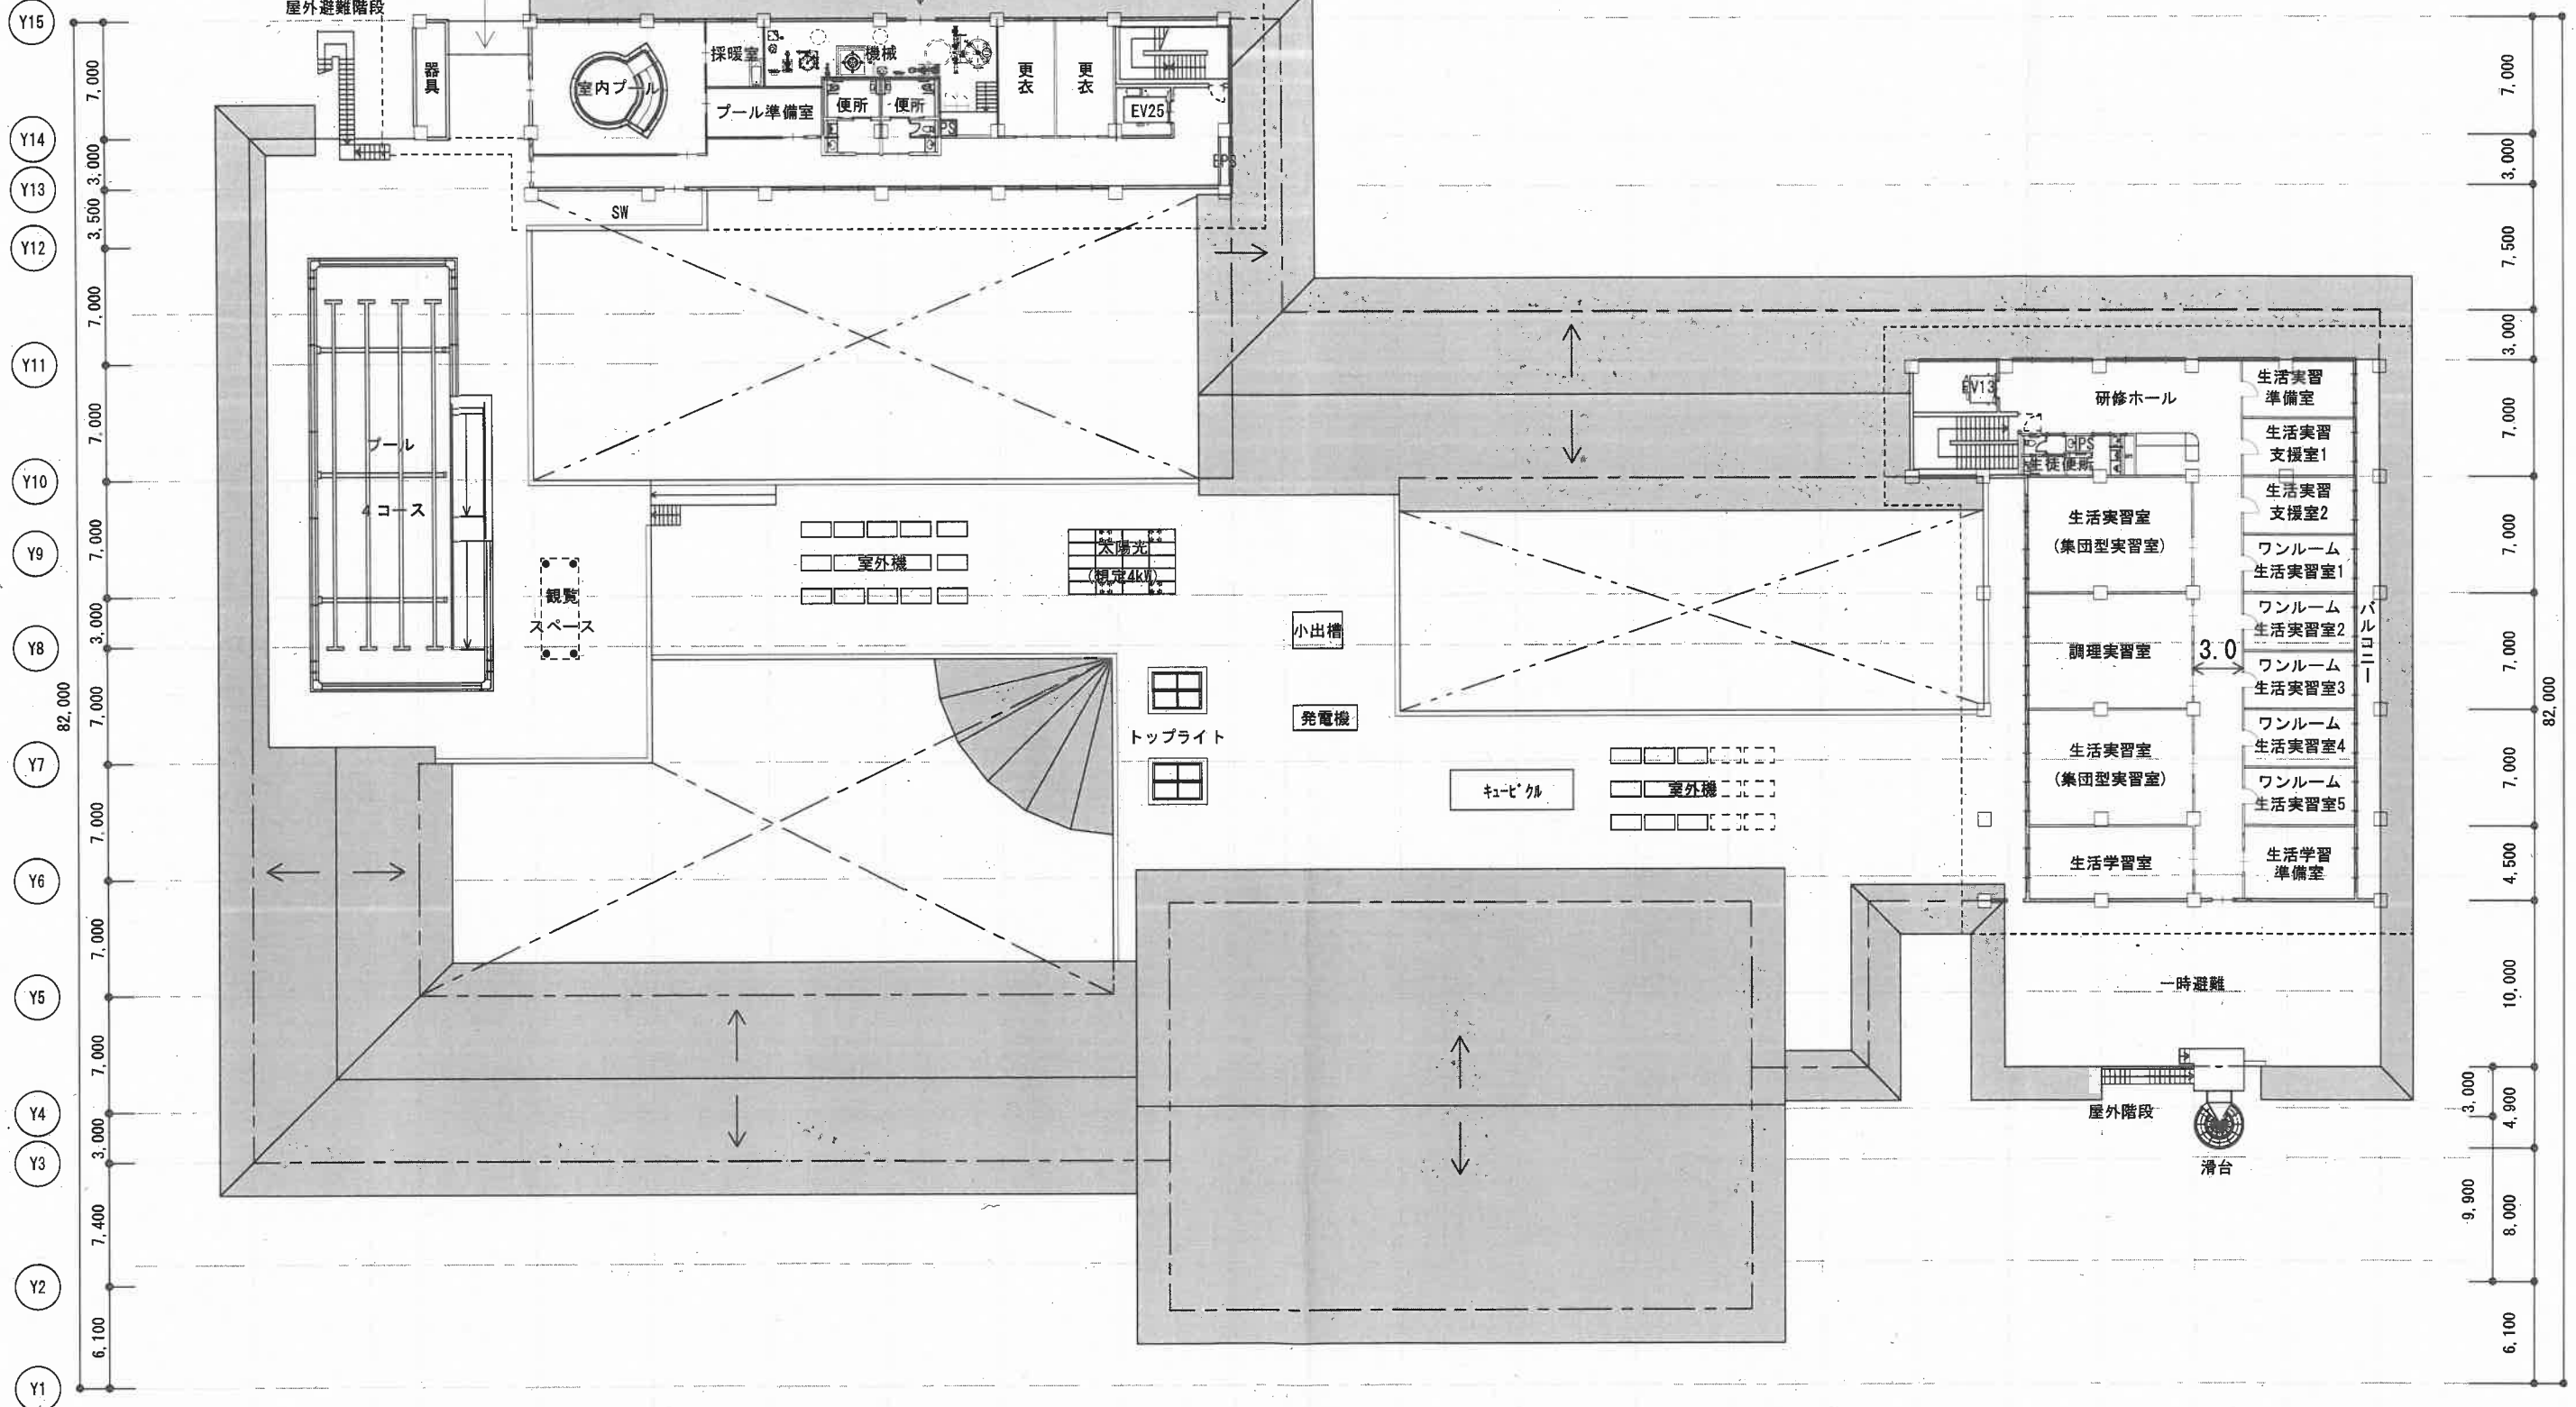 屋外避難階段
Y15
Y14
Y13
Y12
Y11
Y10
Y9
Y8
Y7
Y6
Y5
Y4
Y3
Y2
Y1
7,000
3,000
3,500
7,000
7,000
7,000
3,000
7,000
7,000
7,000
7,000
3,000
7,400
6,100
82,000
器具
室内プール
採暖室
機械
プール準備室
便所
便所
PS
更衣
更衣
EV25
EPS
SW
プール
4コース
観覧
スペース
室外機
太陽光
(想定4kW)
小出槽
発電機
トップライト
キュービクル
室外機
EV13
研修ホール
PS
生徒便所
生活実習
準備室
生活実習
支援室1
生活実習
支援室2
ワンルーム
生活実習室1
ワンルーム
生活実習室2
ワンルーム
生活実習室3
ワンルーム
生活実習室4
ワンルーム
生活実習室5
生活学習
準備室
バルコニー
生活実習室
(集団型実習室)
調理実習室
3.0
生活実習室
(集団型実習室)
生活学習室
一時避難
屋外階段
滑台
7,000
3,000
7,500
3,000
7,000
7,000
7,000
7,000
4,500
10,000
4,900
8,000
6,100
3,000
9,900
82,000